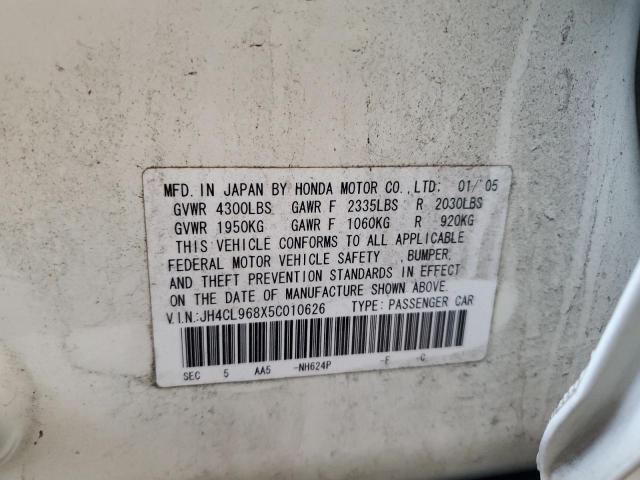 MFD. IN JAPAN BY HONDA MOTOR CO.,LTD: 01/'05
GVWR 4300LBS GAWR F 2335LBS R 2030LBS
GVWR 1950KG GAWR F 1060KG R 920KG
THIS VEHICLE CONFORMS TO ALL APPLICABLE
FEDERAL MOTOR VEHICLE SAFETY ,BUMPER,
AND THEFT PREVENTION STANDARDS IN EFFECT
ON THE DATE OF MANUFACTURE SHOWN ABOVE.
V.I.N.:JH4CL968X5C010626 TYPE: PASSENGER CAR
SEC 5 AA5 -NH624P -F -C